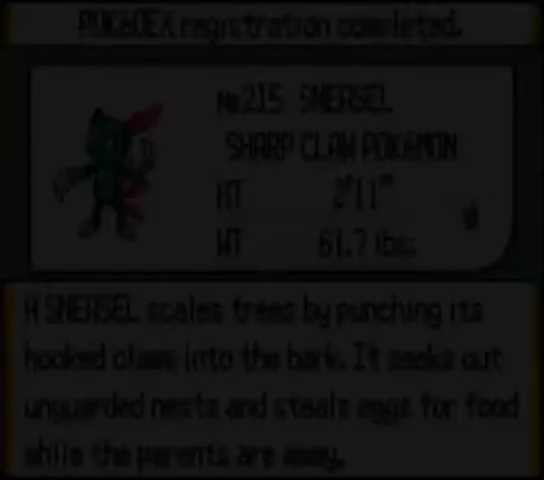 POKéDEX registration completed.
No215 SNEASEL
SHARP CLAW POKéMON
HT 2'11"
WT 61.7 lbs.
A SNEASEL scales trees by punching its
hooked claws into the bark. It seeks out
unguarded nests and steals eggs for food
while the parents are away.